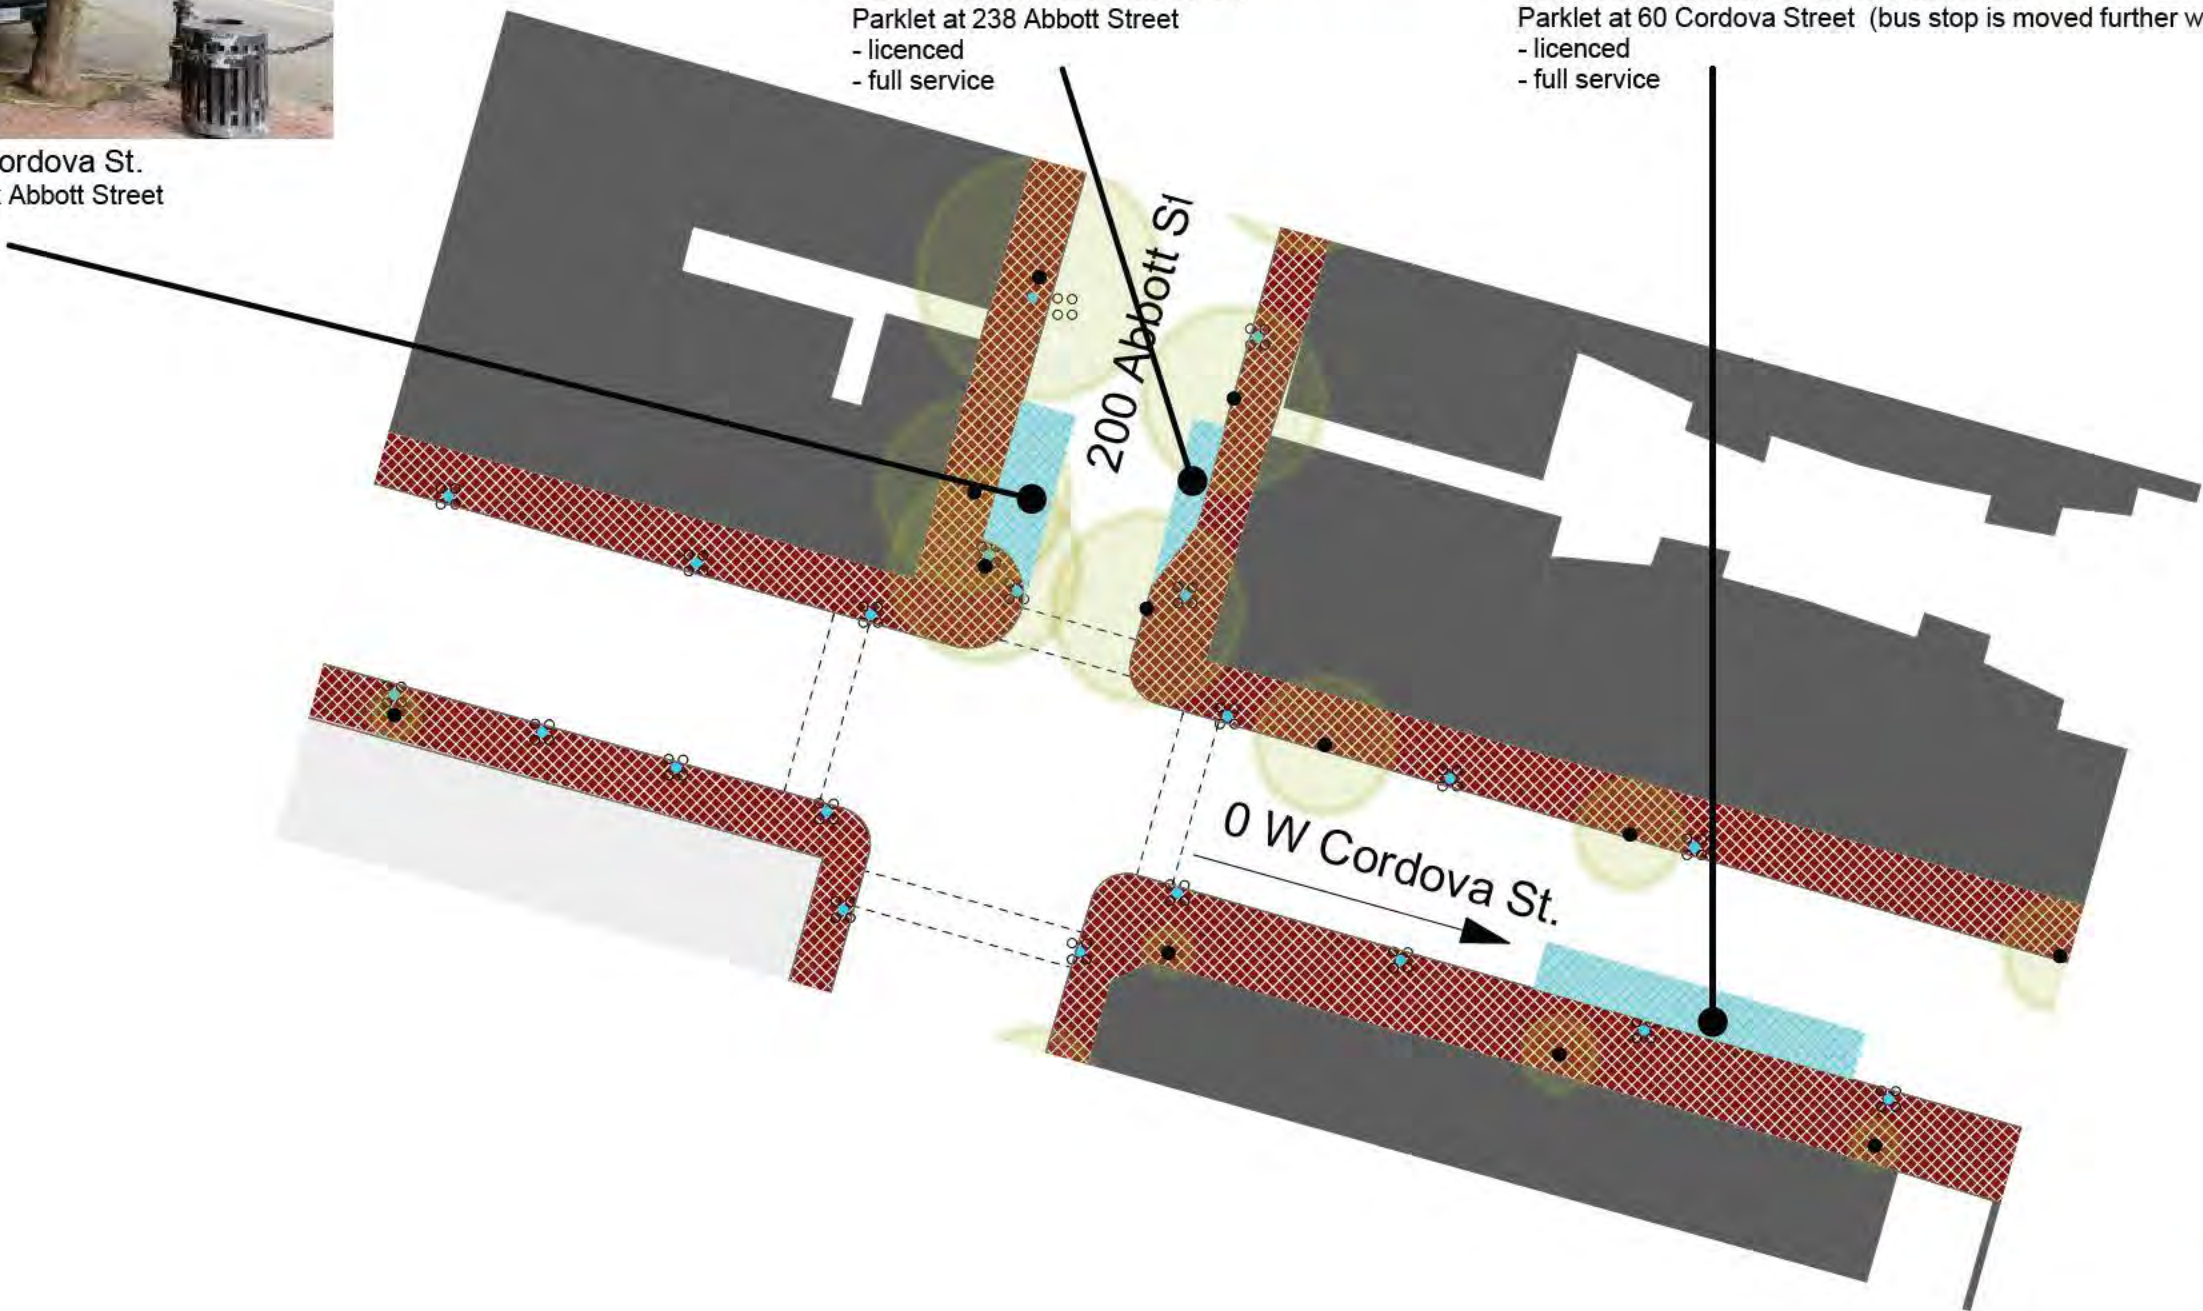 Parklet at 238 Abbott Street
- licenced
- full service
Parklet at 60 Cordova Street (bus stop is moved further w
- licenced
- full service
ordova St.
Abbott Street
200 Abbott St
0 W Cordova St.